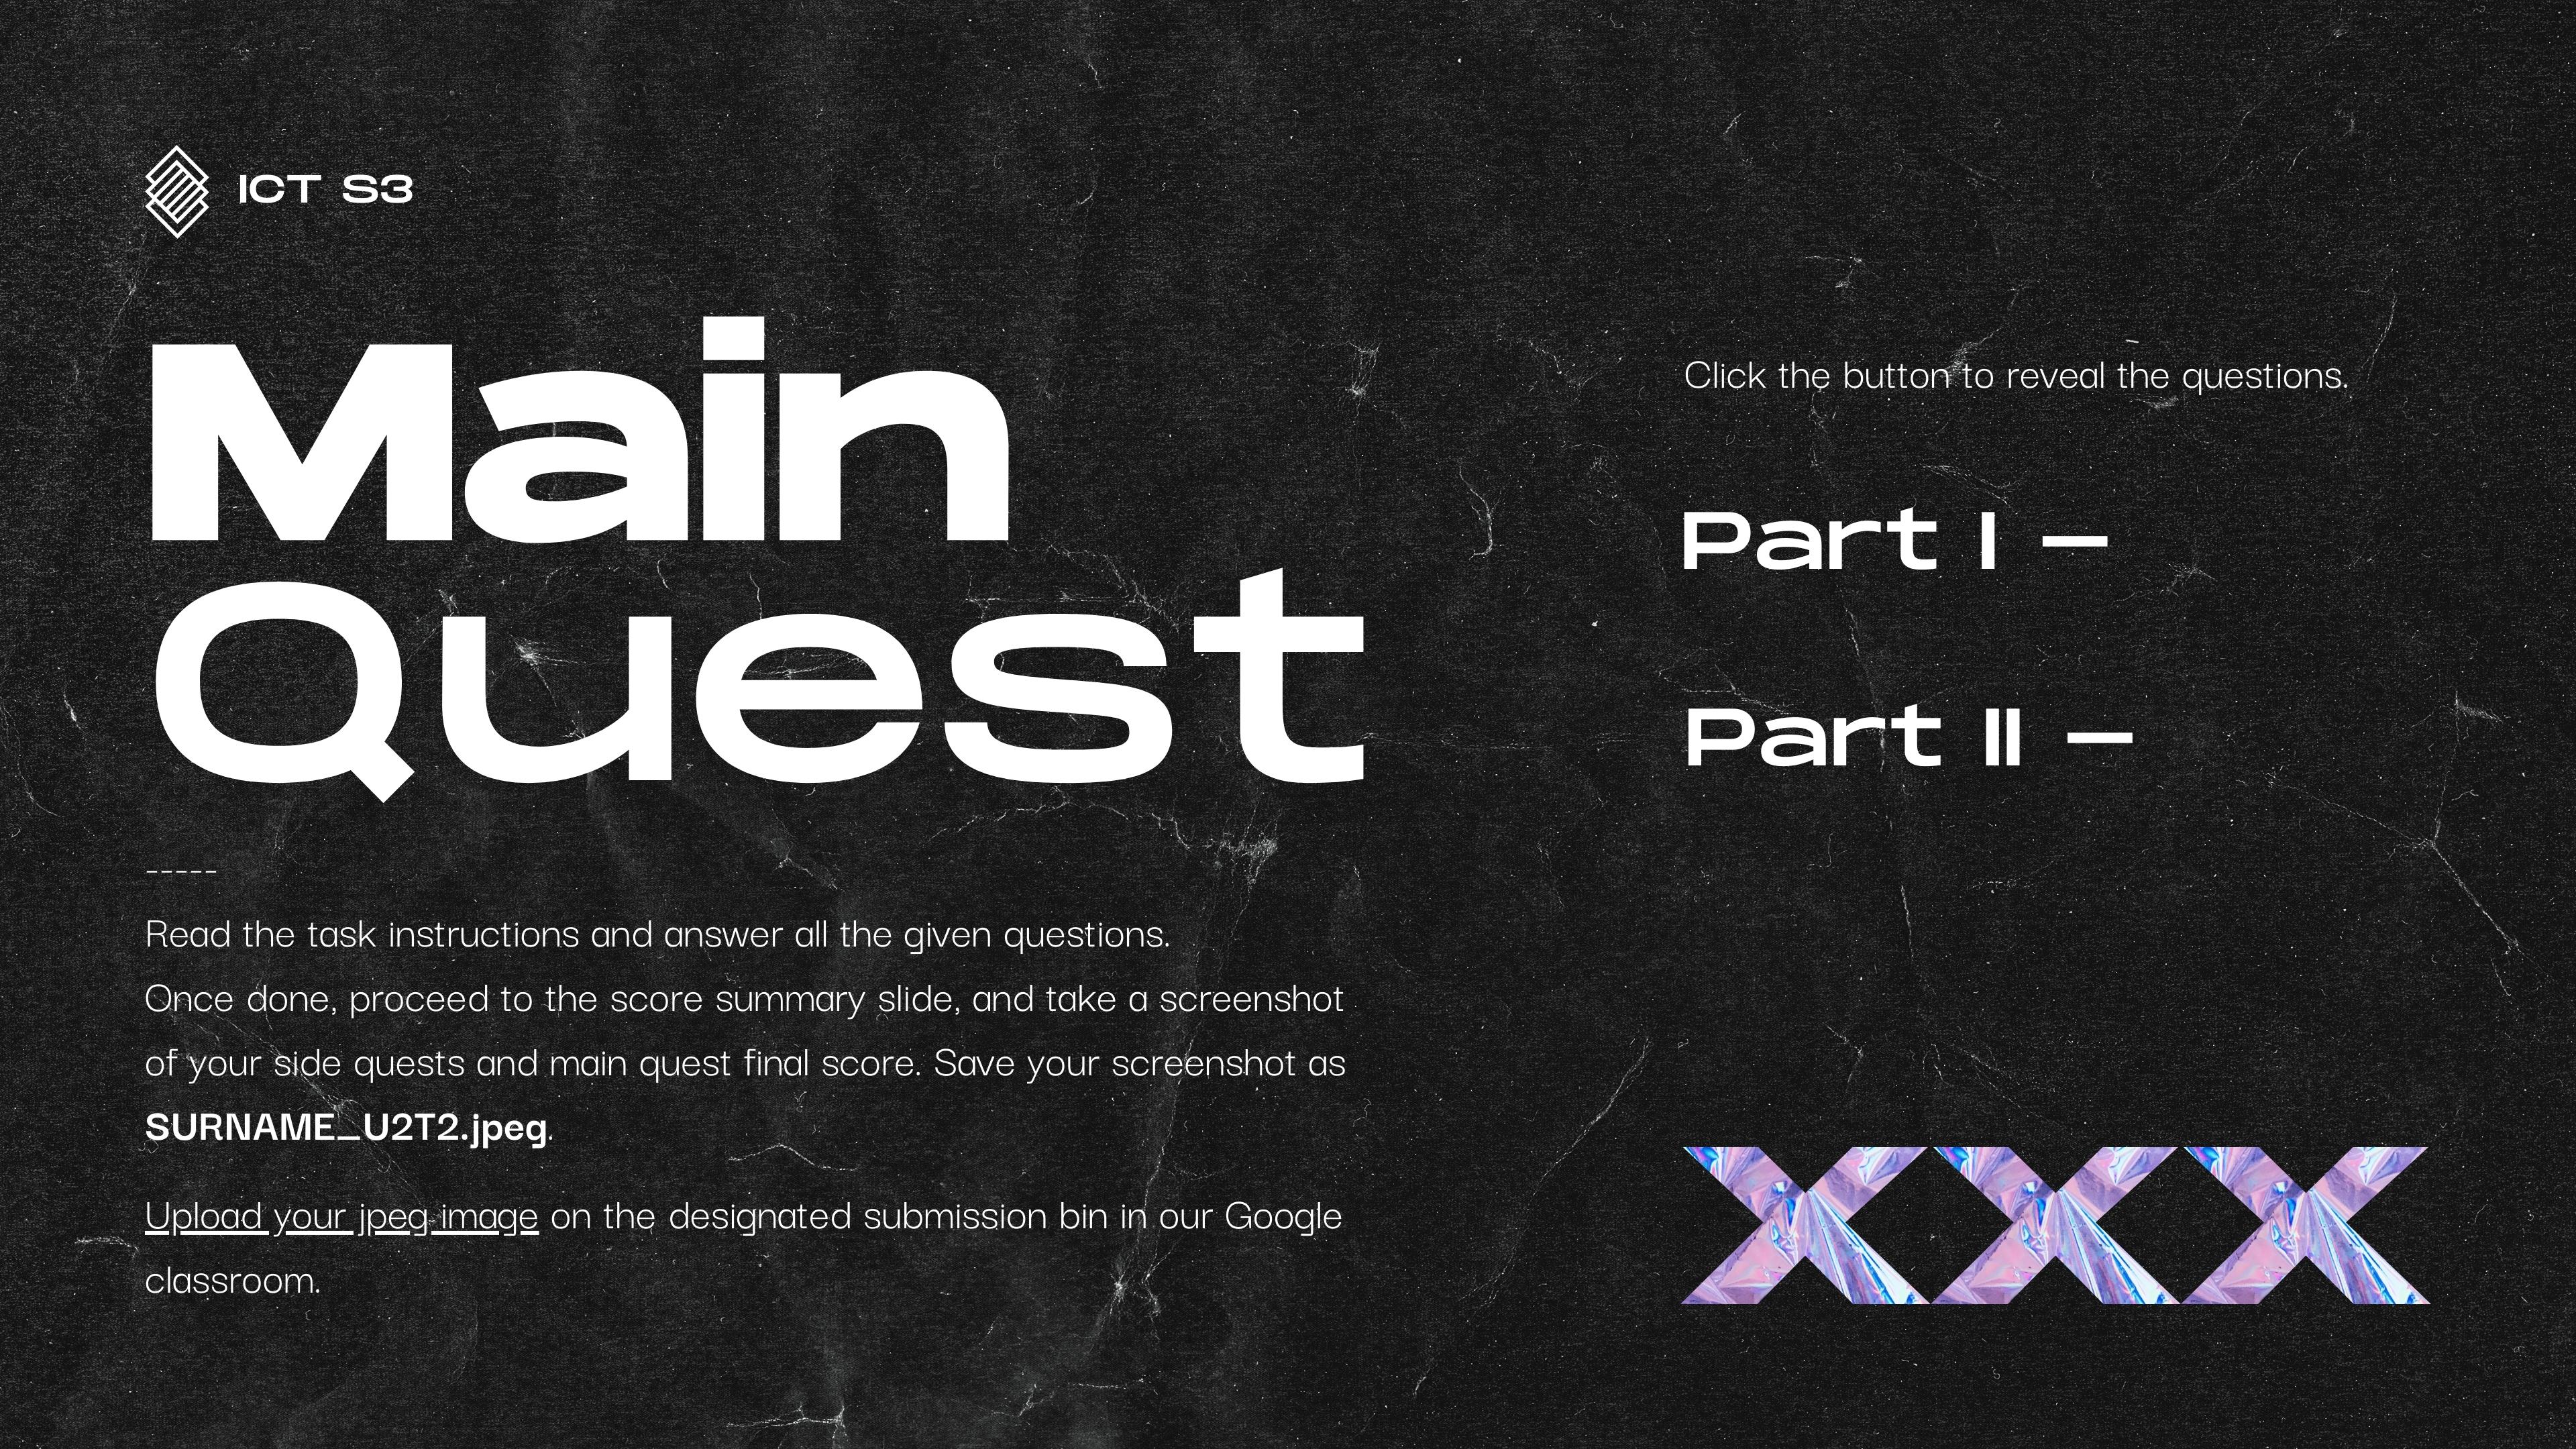 ICT S3
Main
Quest
-----
Read the task instructions and answer all the given questions.
Once done, proceed to the score summary slide, and take a screenshot
of your side quests and main quest final score. Save your screenshot as
SURNAME_U2T2.jpeg.
Upload your jpeg image on the designated submission bin in our Google
classroom.
Click the button to reveal the questions.
Part I –
Part II –
XXX